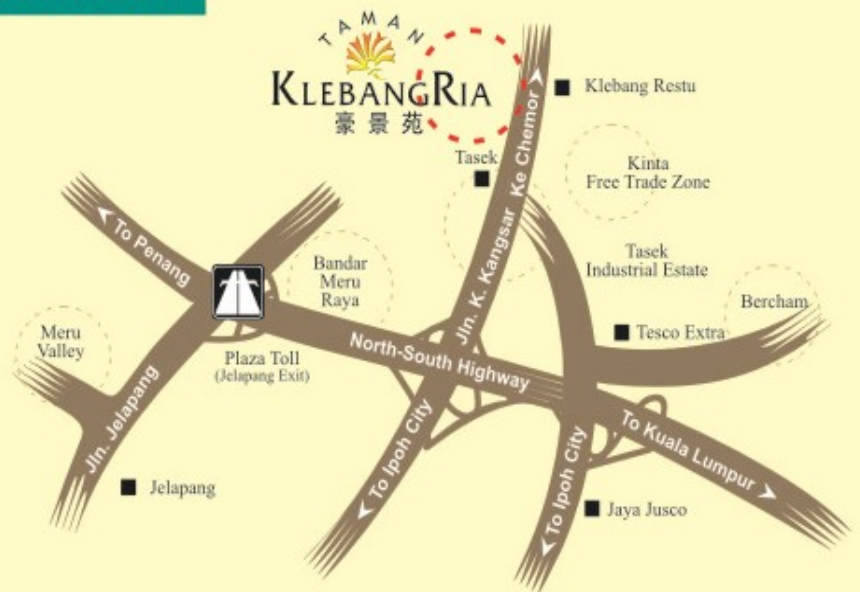 TAMAN
KLEBANGRIA
豪景苑
Klebang Restu
Tasek
Kinta
Free Trade Zone
Jln. K. Kangsar Ke Chemor
To Penang
Bandar
Meru
Raya
Tasek
Industrial Estate
Bercham
Meru
Valley
Plaza Toll
(Jelapang Exit)
North-South Highway
Tesco Extra
Jln. Jelapang
To Ipoh City
To Kuala Lumpur
To Ipoh City
Jelapang
Jaya Jusco